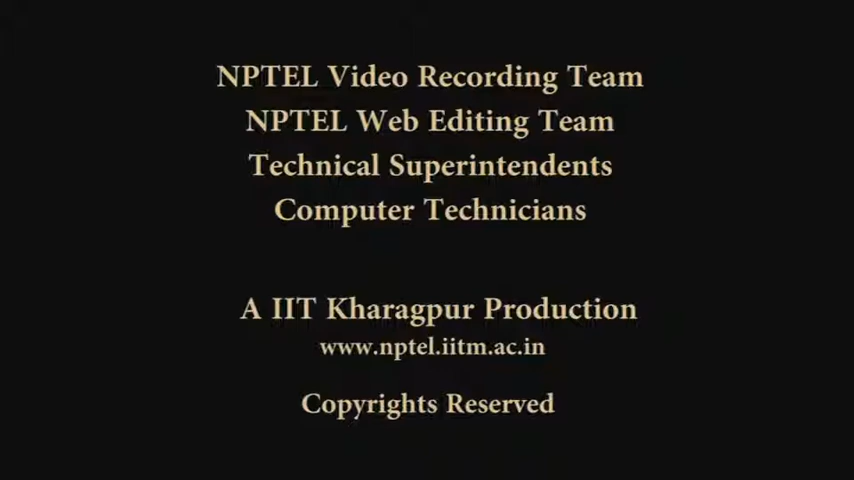 NPTEL Video Recording Team
NPTEL Web Editing Team
Technical Superintendents
Computer Technicians
A IIT Kharagpur Production
www.nptel.iitm.ac.in
Copyrights Reserved